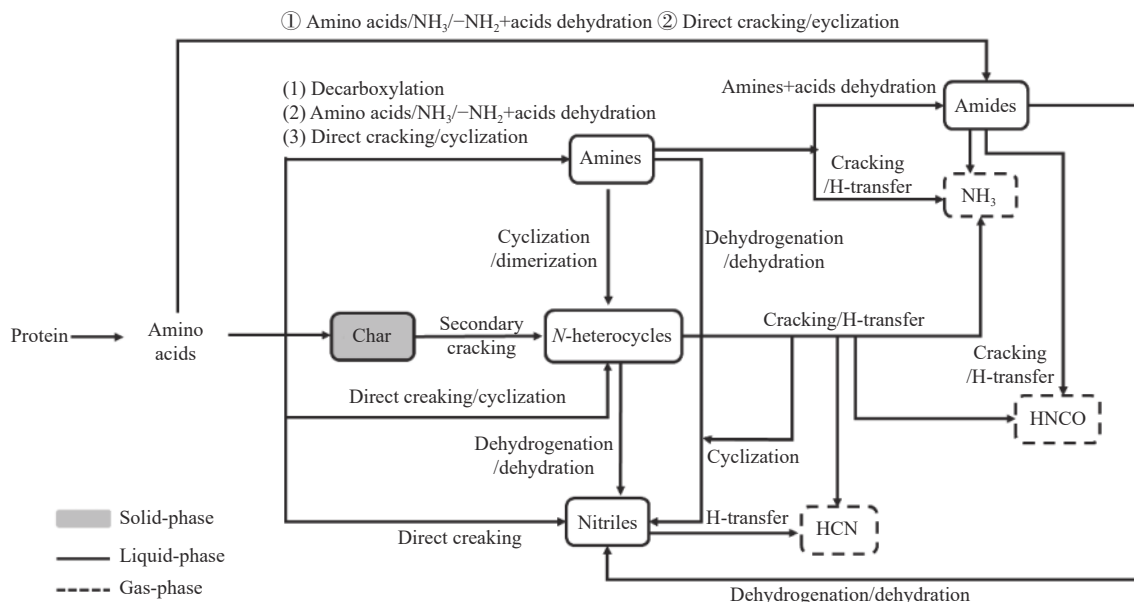 ① Amino acids/NH₃/−NH₂+acids dehydration ② Direct cracking/eyclization
(1) Decarboxylation
(2) Amino acids/NH₃/−NH₂+acids dehydration
(3) Direct cracking/cyclization
Amines+acids dehydration
Amides
Amines
Cracking
/H-transfer
NH₃
Cyclization
/dimerization
Dehydrogenation
/dehydration
Protein
Amino
acids
Char
Secondary
cracking
N-heterocycles
Cracking/H-transfer
Cracking
/H-transfer
Direct creaking/cyclization
HNCO
Dehydrogenation
/dehydration
Cyclization
Solid-phase
Nitriles
H-transfer
HCN
Direct creaking
Liquid-phase
Gas-phase
Dehydrogenation/dehydration